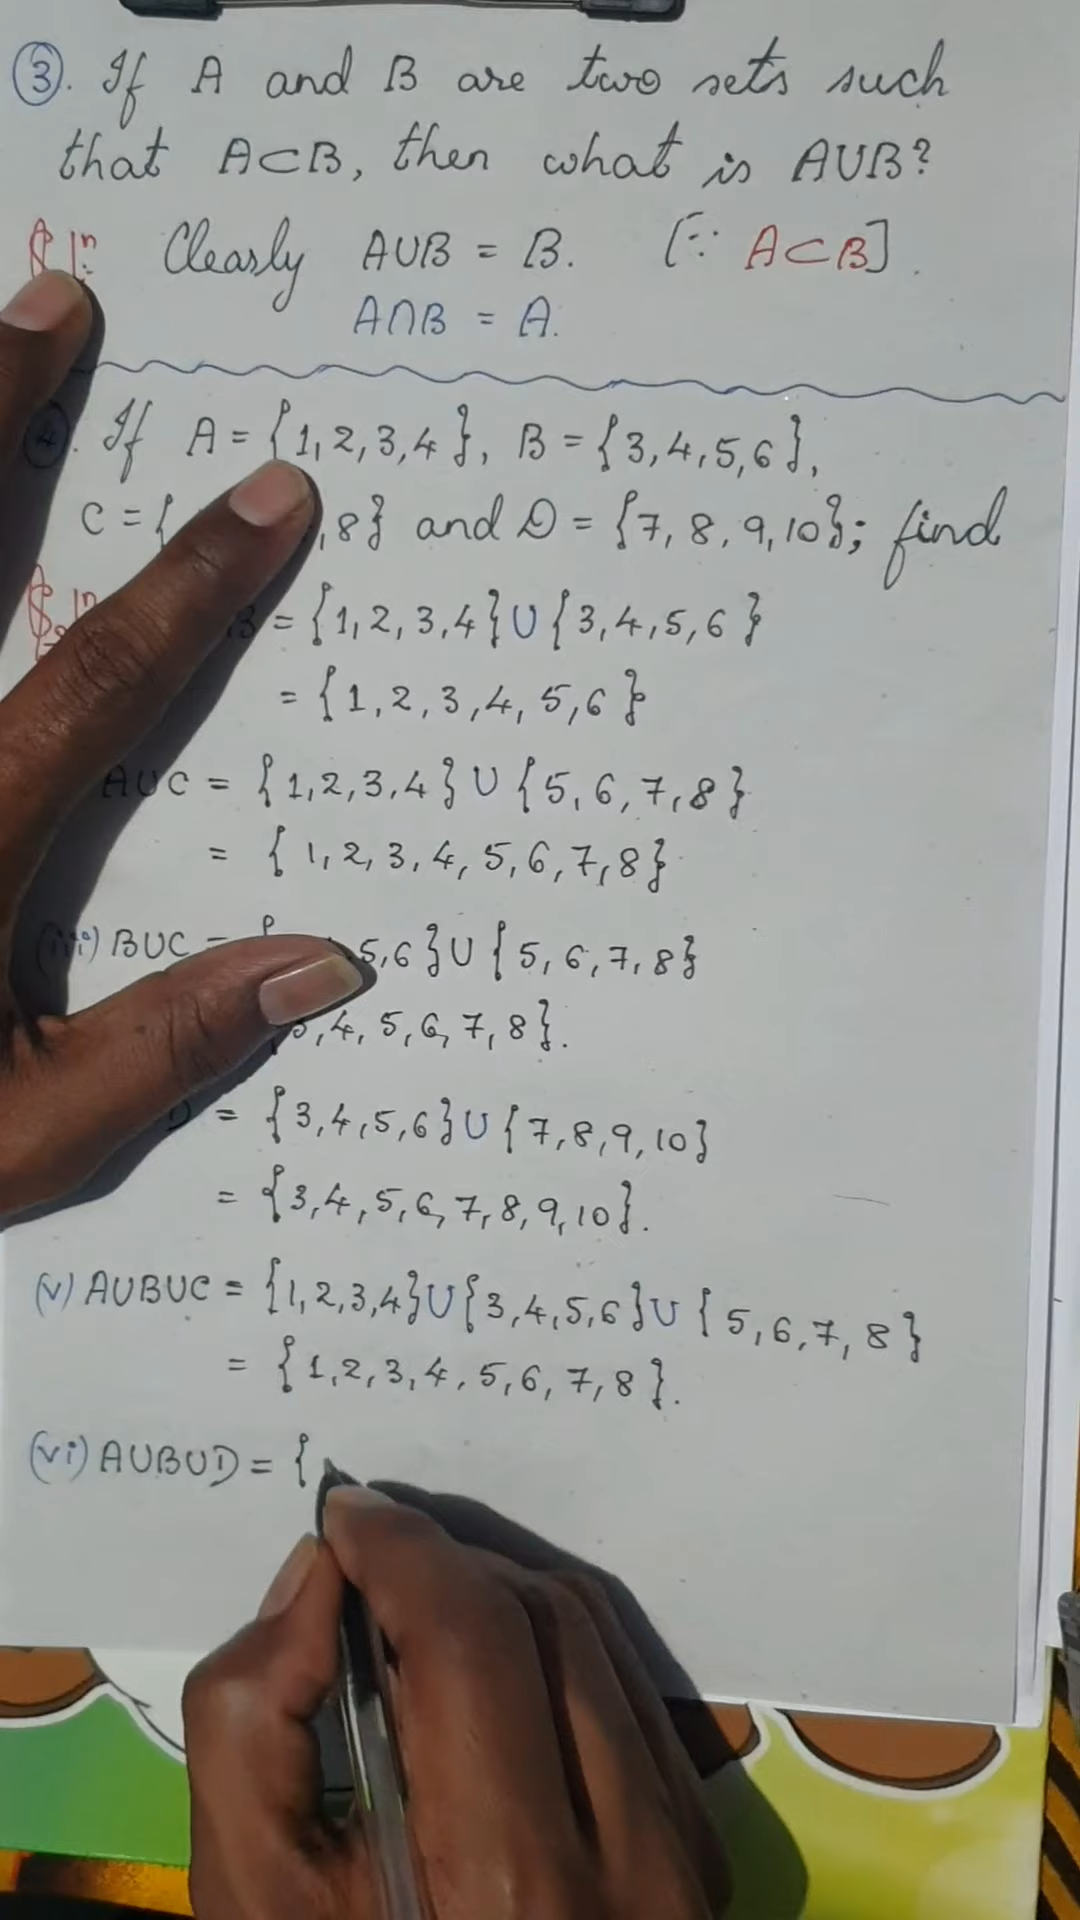 (3). If A and B are two sets such
that A⊂B, then what is A∪B?
Sln: Clearly A∪B = B. [∵ A⊂B].
A∩B = A.
(4). If A = {1,2,3,4}, B = {3,4,5,6},
C = { ,8} and D = {7,8,9,10}; find
Sln B = {1,2,3,4} ∪ {3,4,5,6}
= {1,2,3,4,5,6}
A∪C = {1,2,3,4} ∪ {5,6,7,8}
= {1,2,3,4,5,6,7,8}
(iii) B∪C = { 5,6} ∪ {5,6,7,8}
3,4,5,6,7,8}.
D = {3,4,5,6} ∪ {7,8,9,10}
= {3,4,5,6,7,8,9,10}.
(v) A∪B∪C = {1,2,3,4} ∪ {3,4,5,6} ∪ {5,6,7,8}
= {1,2,3,4,5,6,7,8}.
(vi) A∪B∪D = {